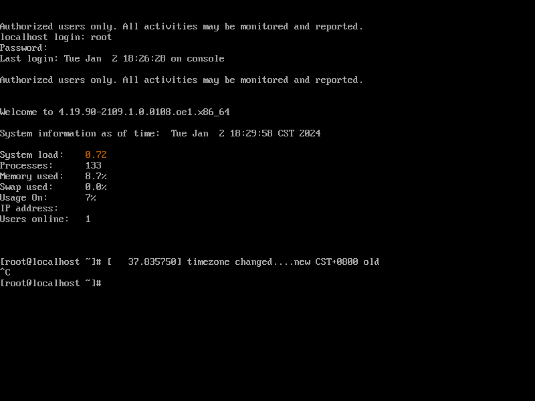 Authorized users only. All activities may be monitored and reported.
localhost login: root
Password:
Last login: Tue Jan  2 18:26:28 on console

Authorized users only. All activities may be monitored and reported.

Welcome to 4.19.90-2109.1.0.0108.oe1.x86_64

System information as of time:  Tue Jan  2 18:29:58 CST 2024

System load:    0.72
Processes:      133
Memory used:    8.7%
Swap used:      0.0%
Usage On:       7%
IP address:
Users online:   1

[root@localhost ~]# [   37.835750] timezone changed....new CST+0800 old
^C
[root@localhost ~]#